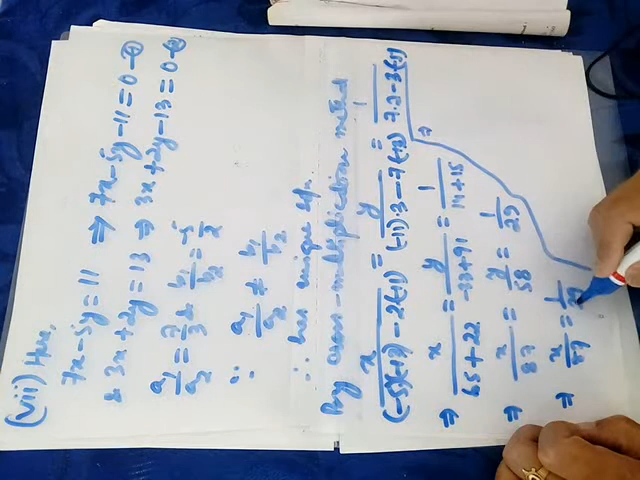 (vii) Here,
7x-5y=11 ⇒ 7x-5y-11=0-①
& 3x+2y=13 ⇒ 3x+2y-13=0-②
a₁/a₂ = 7/3 & b₁/b₂ = -5/2
∵ a₁/a₂ ≠ b₁/b₂
∴ has unique
By cross-multiplication method
x/((-5)(-13)-2(-11)) = y/((-11)·3-7(-13)) = 1/(7·2-3(-5))
⇒ x/(65+22) = y/(-33+91) = 1/(14+15)
⇒ x/87 = y/58 = 1/29
⇒ x/87 = 1/29